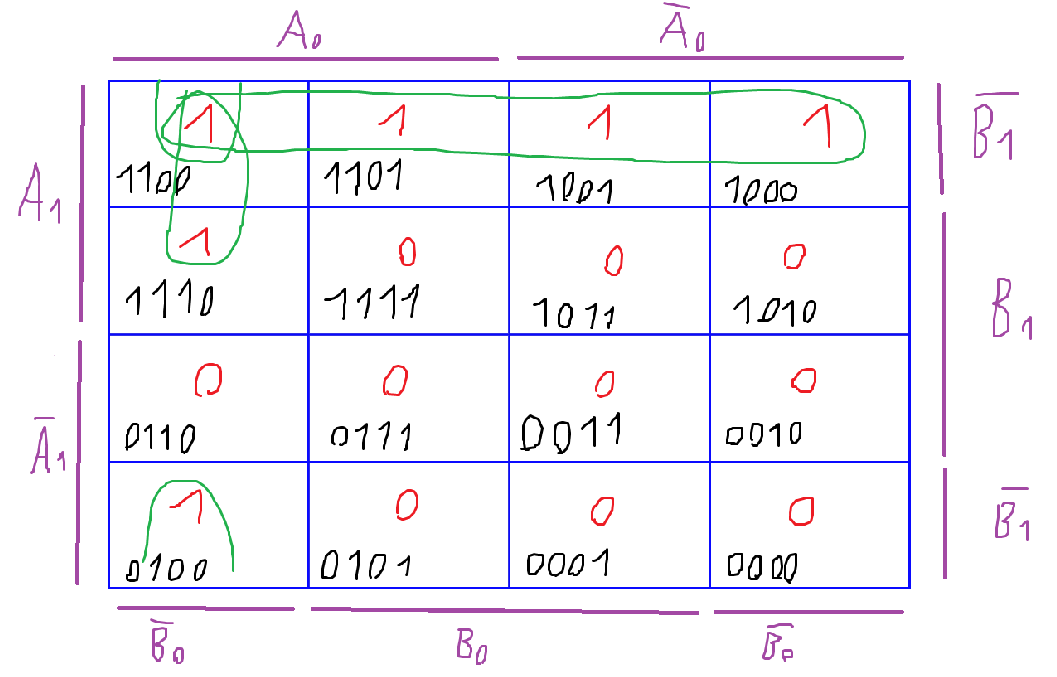 A₀ A̅₀
1 1 1 1 B̅₁
1100 1101 1001 1000
A₁
1 0 0 0
1110 1111 1011 1010 B₁
0 0 0 0
A̅₁ 0110 0111 0011 0010
1 0 0 0 B̅₁
0100 0101 0001 0000
B̅₀ B₀ B̅₀